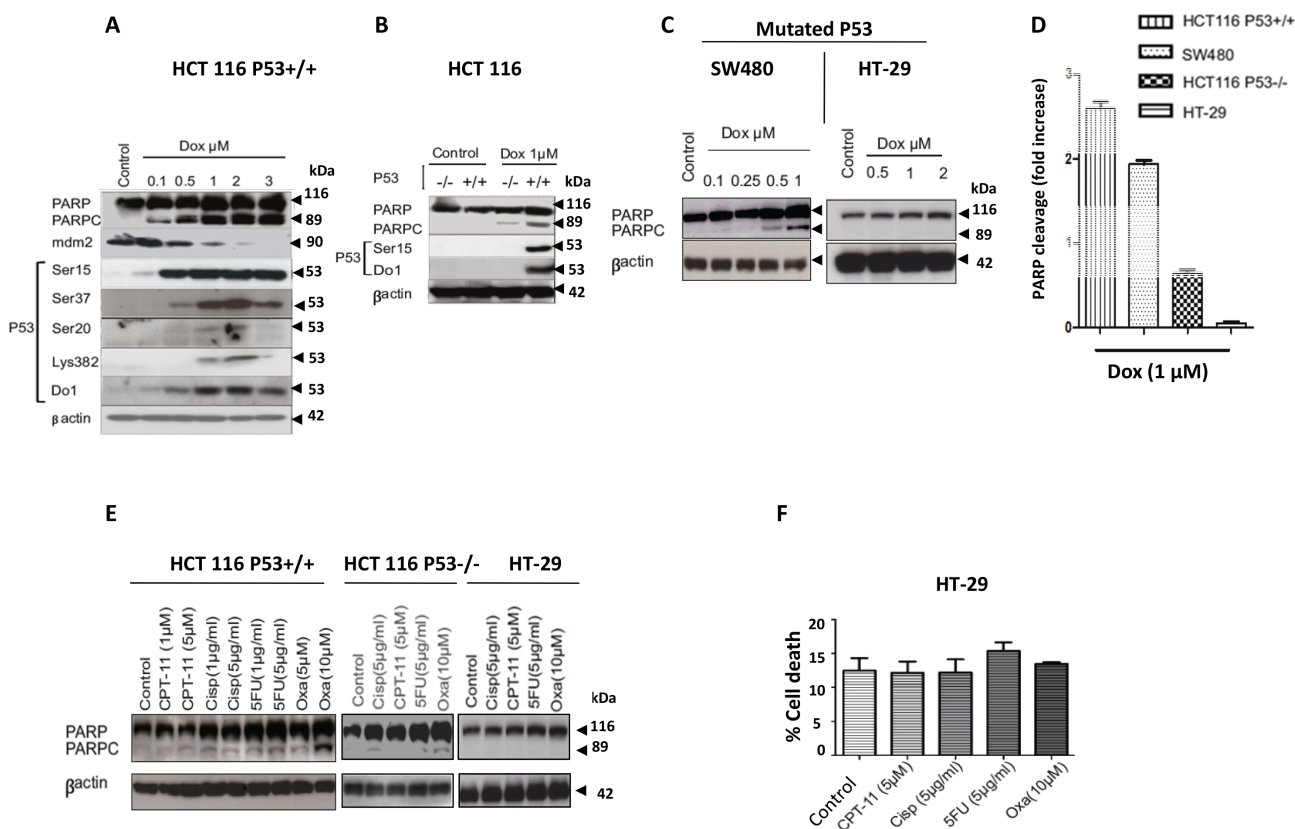 A
HCT 116 P53+/+
Control
Dox µM
0.1 0.5 1 2 3
kDa
PARP
116
PARPC
89
mdm2
90
P53
Ser15
53
Ser37
53
Ser20
53
Lys382
53
Do1
53
β actin
42
B
HCT 116
Control
Dox 1µM
P53
-/- +/+ -/- +/+
kDa
PARP
116
PARPC
89
P53
Ser15
53
Do1
53
βactin
42
C
Mutated P53
SW480
HT-29
Control
Dox µM
0.1 0.25 0.5 1
Control
Dox µM
0.5 1 2
kDa
PARP
116
PARPC
89
βactin
42
D
HCT116 P53+/+
SW480
HCT116 P53-/-
HT-29
PARP cleavage (fold increase)
3
2
1
0
Dox (1 µM)
E
HCT 116 P53+/+
HCT 116 P53-/-
HT-29
Control
CPT-11 (1µM)
CPT-11 (5µM)
Cisp(1µg/ml)
Cisp(5µg/ml)
5FU(1µg/ml)
5FU(5µg/ml)
Oxa(5µM)
Oxa(10µM)
Control
Cisp(5µg/ml)
CPT-11 (5µM)
5FU(5µg/ml)
Oxa(10µM)
Control
Cisp(5µg/ml)
CPT-11 (5µM)
5FU(5µg/ml)
Oxa(10µM)
kDa
PARP
116
PARPC
89
βactin
42
F
HT-29
% Cell death
20
15
10
5
0
Control
CPT-11 (5µM)
Cisp (5µg/ml)
5FU (5µg/ml)
Oxa(10µM)